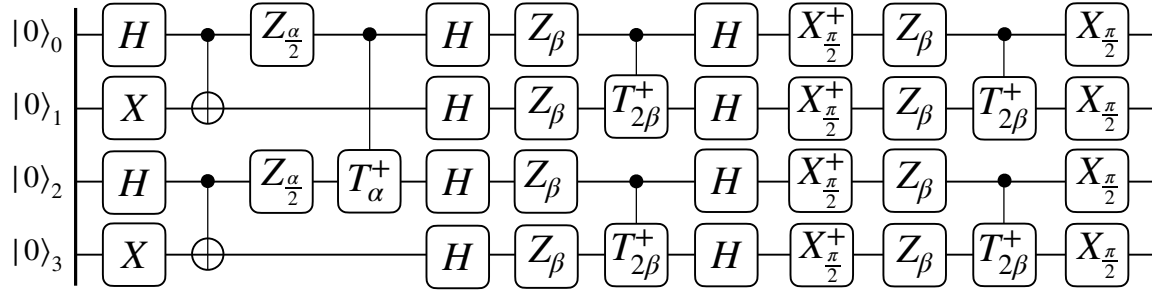 |0⟩₀ H Z_{α/2} H Z_β H X⁺_{π/2} Z_β X_{π/2}
|0⟩₁ X H Z_β T⁺_{2β} H X⁺_{π/2} Z_β T⁺_{2β} X_{π/2}
|0⟩₂ H Z_{α/2} T⁺_α H Z_β H X⁺_{π/2} Z_β X_{π/2}
|0⟩₃ X H Z_β T⁺_{2β} H X⁺_{π/2} Z_β T⁺_{2β} X_{π/2}